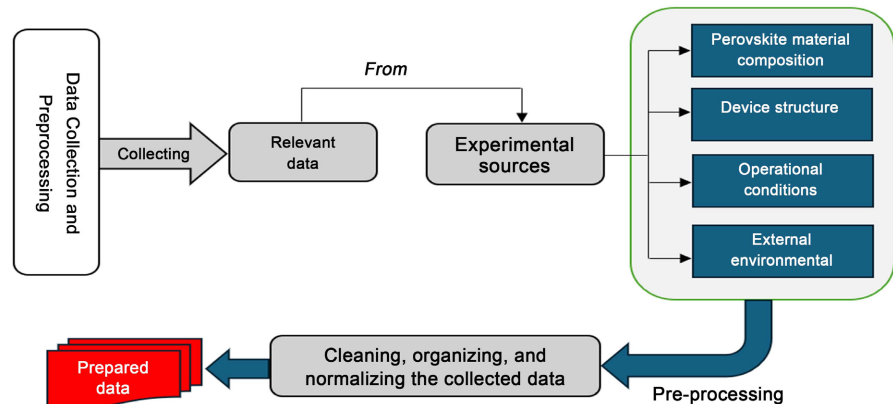 Data Collection and
Preprocessing
Collecting
Relevant
data
From
Experimental
sources
Perovskite material
composition
Device structure
Operational
conditions
External
environmental
Pre-processing
Cleaning, organizing, and
normalizing the collected data
Prepared
data